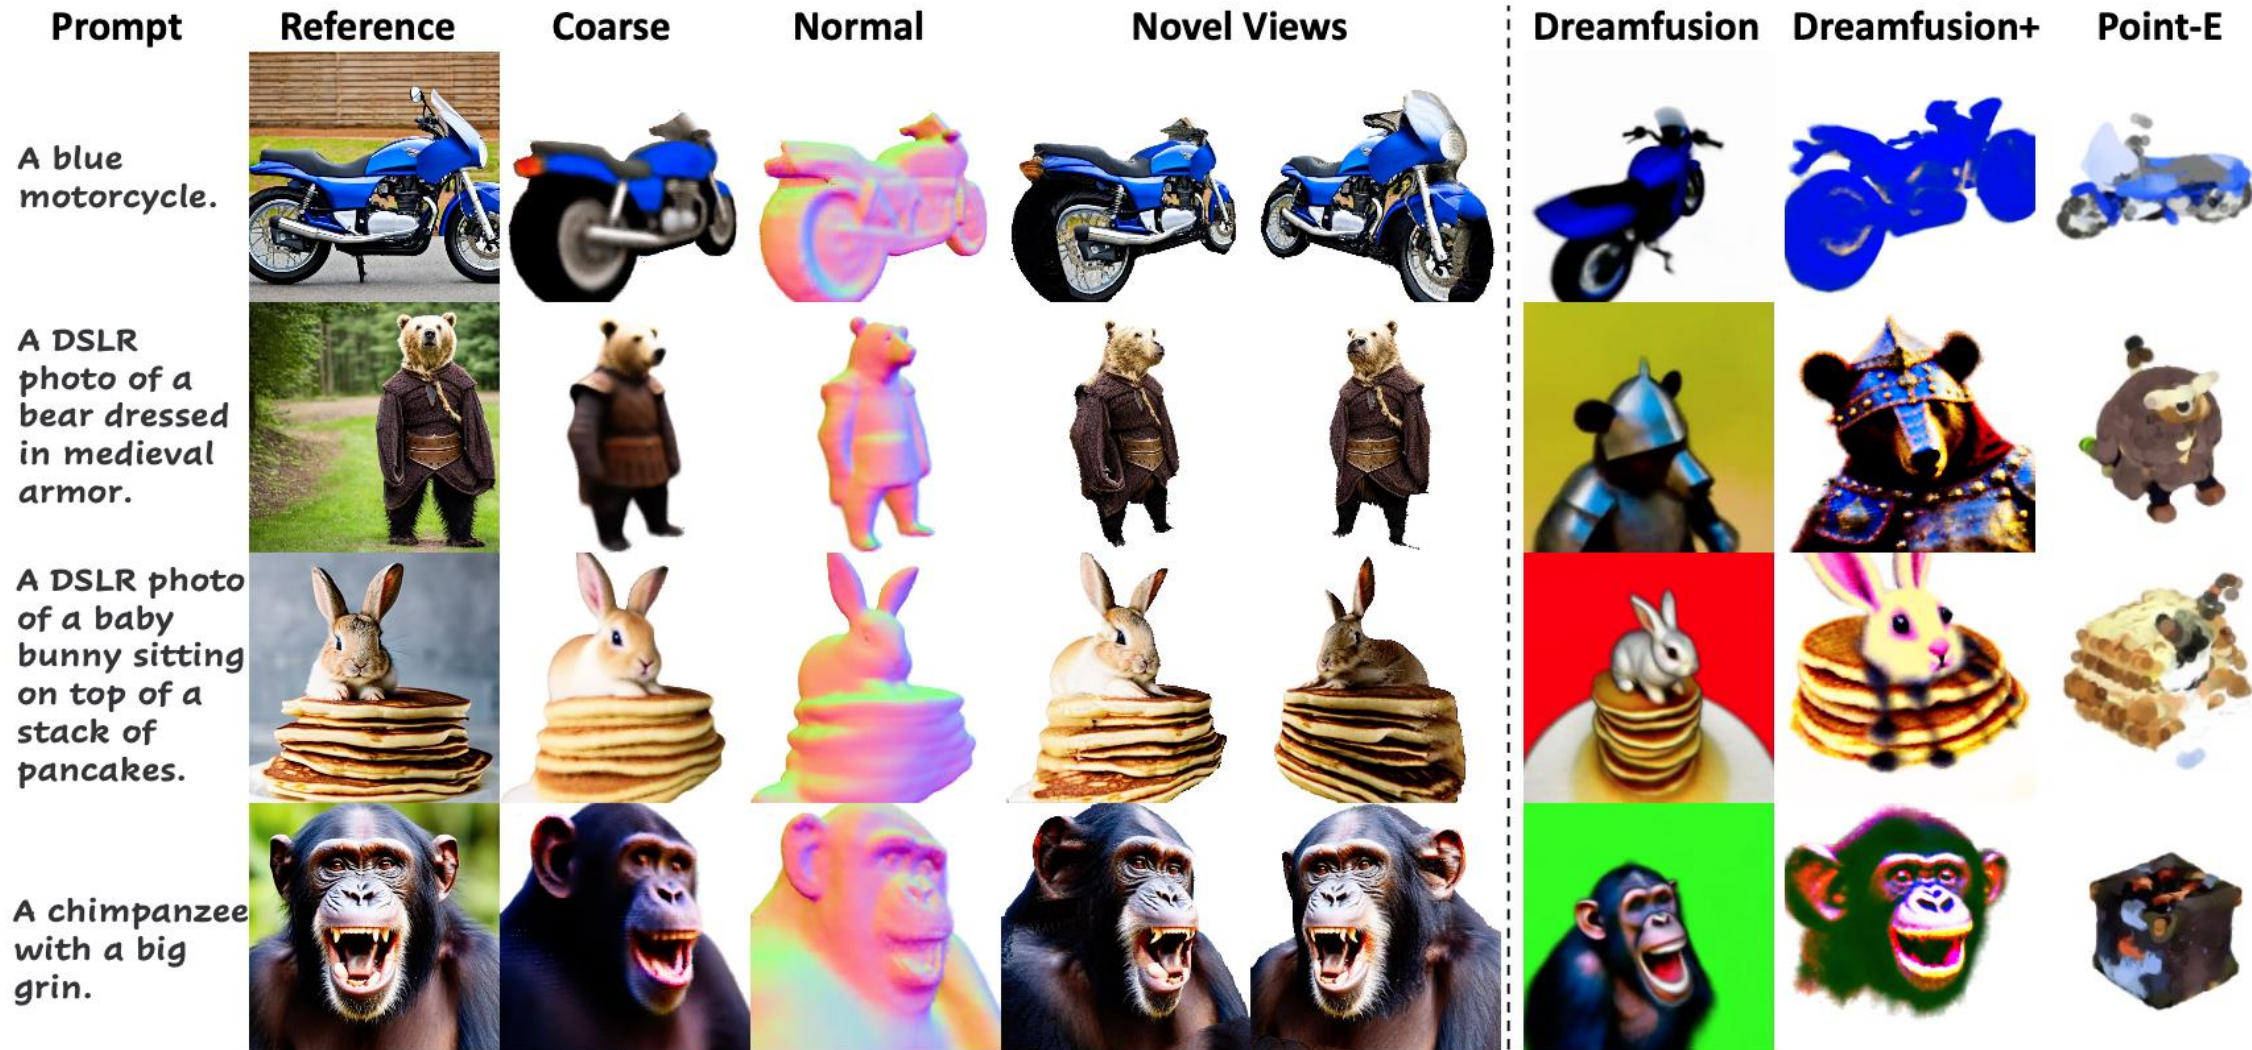 Prompt Reference Coarse Normal Novel Views Dreamfusion Dreamfusion+ Point-E
A blue
motorcycle.
A DSLR
photo of a
bear dressed
in medieval
armor.
A DSLR photo
of a baby
bunny sitting
on top of a
stack of
pancakes.
A chimpanzee
with a big
grin.